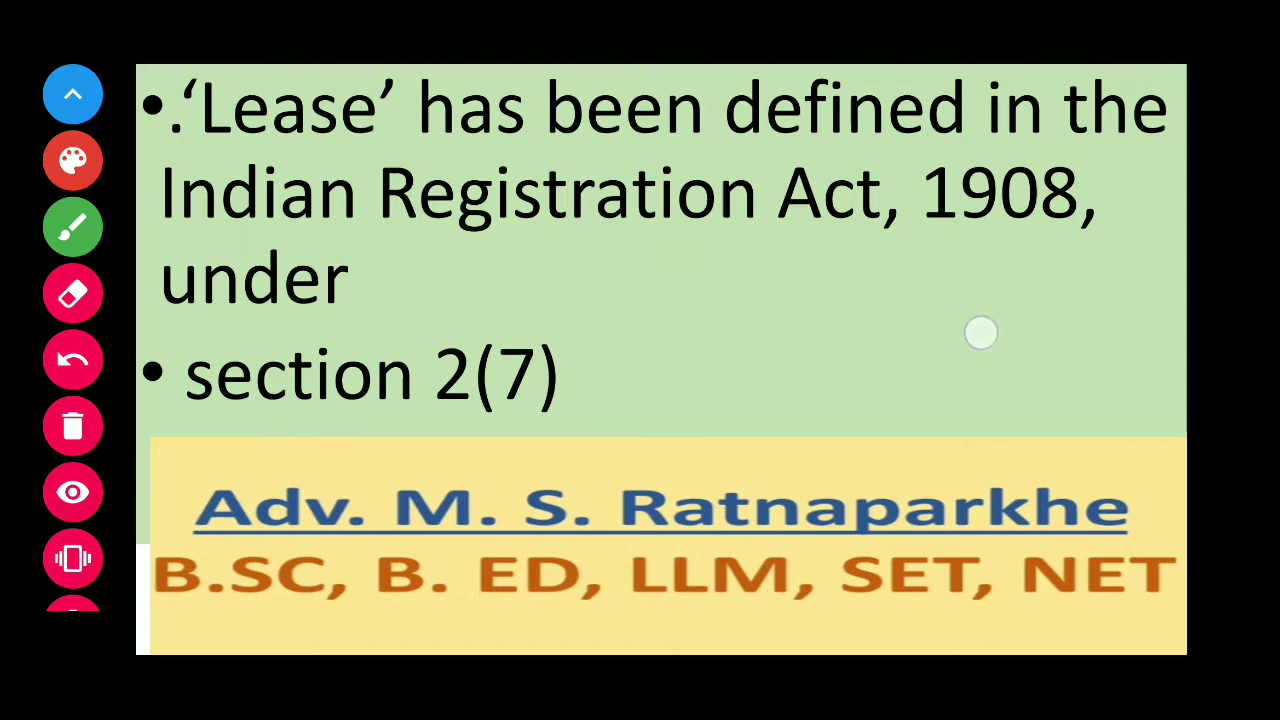 •.‘Lease’ has been defined in the
Indian Registration Act, 1908,
under
• section 2(7)
Adv. M. S. Ratnaparkhe
B.SC, B. ED, LLM, SET, NET